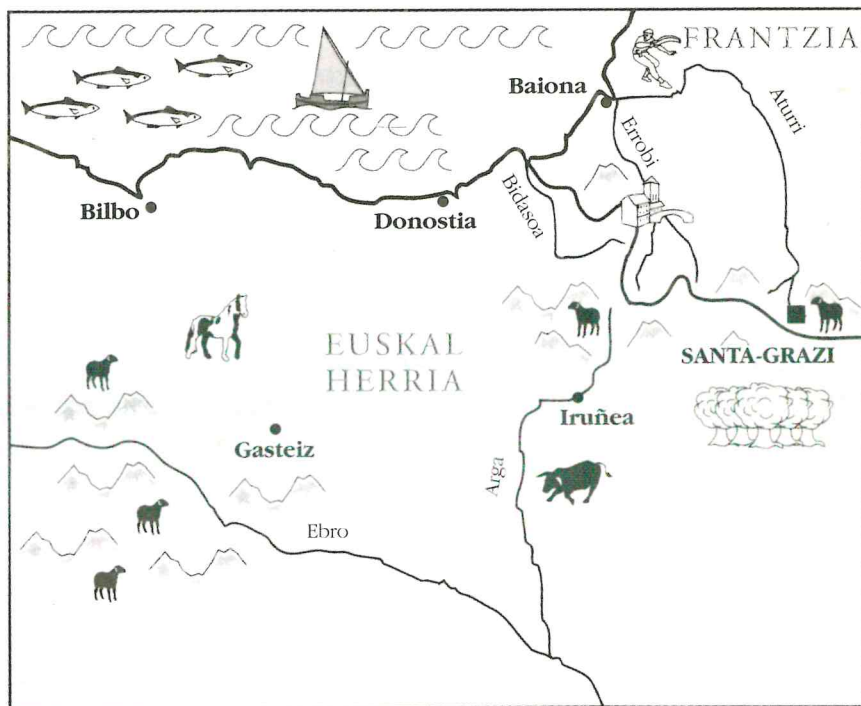 FRANTZIA
Baiona
Aturri
Errobi
Bidasoa
Bilbo
Donostia
EUSKAL
HERRIA
SANTA-GRAZI
Iruñea
Gasteiz
Arga
Ebro